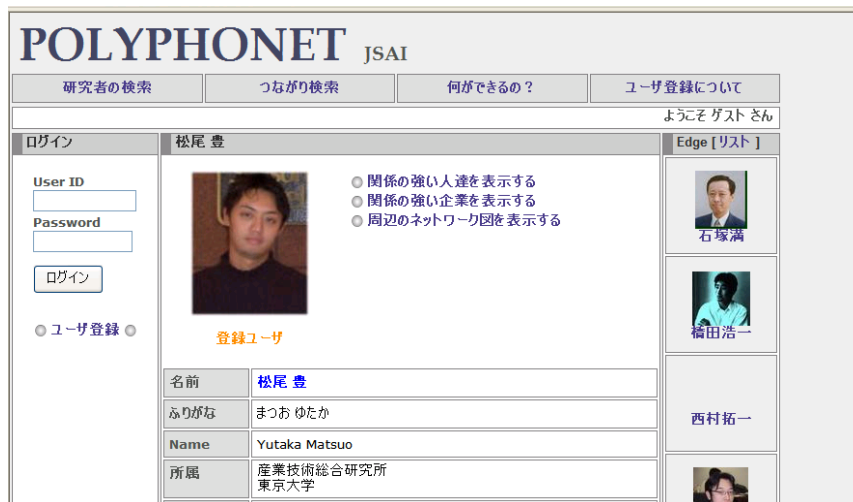 POLYPHONET JSAI
研究者の検索 つながり検索 何ができるの？ ユーザ登録について
ようこそ ゲスト さん
ログイン
User ID
Password
ログイン
ユーザ登録
松尾 豊
関係の強い人達を表示する
関係の強い企業を表示する
周辺のネットワーク図を表示する
登録ユーザ
名前 松尾 豊
ふりがな まつお ゆたか
Name Yutaka Matsuo
所属 産業技術総合研究所
東京大学
Edge [ リスト ]
石塚満
橋田浩一
西村拓一